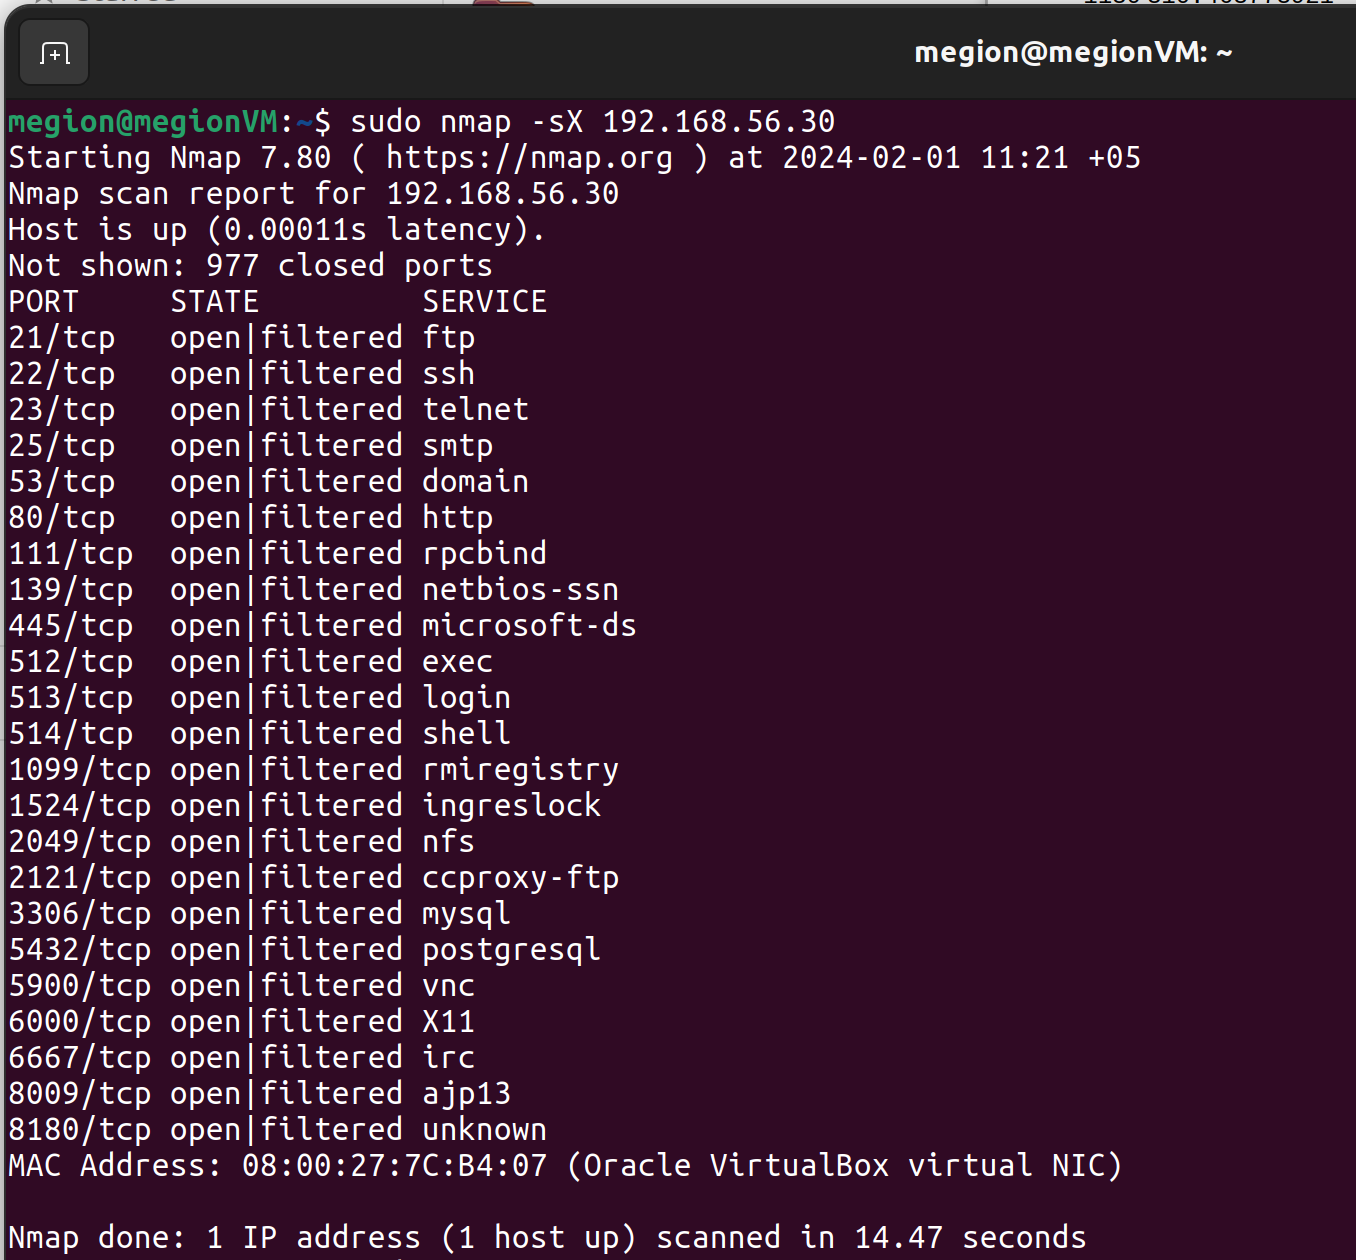 megion@megionVM: ~
megion@megionVM:~$ sudo nmap -sX 192.168.56.30
Starting Nmap 7.80 ( https://nmap.org ) at 2024-02-01 11:21 +05
Nmap scan report for 192.168.56.30
Host is up (0.00011s latency).
Not shown: 977 closed ports
PORT     STATE         SERVICE
21/tcp   open|filtered ftp
22/tcp   open|filtered ssh
23/tcp   open|filtered telnet
25/tcp   open|filtered smtp
53/tcp   open|filtered domain
80/tcp   open|filtered http
111/tcp  open|filtered rpcbind
139/tcp  open|filtered netbios-ssn
445/tcp  open|filtered microsoft-ds
512/tcp  open|filtered exec
513/tcp  open|filtered login
514/tcp  open|filtered shell
1099/tcp open|filtered rmiregistry
1524/tcp open|filtered ingreslock
2049/tcp open|filtered nfs
2121/tcp open|filtered ccproxy-ftp
3306/tcp open|filtered mysql
5432/tcp open|filtered postgresql
5900/tcp open|filtered vnc
6000/tcp open|filtered X11
6667/tcp open|filtered irc
8009/tcp open|filtered ajp13
8180/tcp open|filtered unknown
MAC Address: 08:00:27:7C:B4:07 (Oracle VirtualBox virtual NIC)

Nmap done: 1 IP address (1 host up) scanned in 14.47 seconds